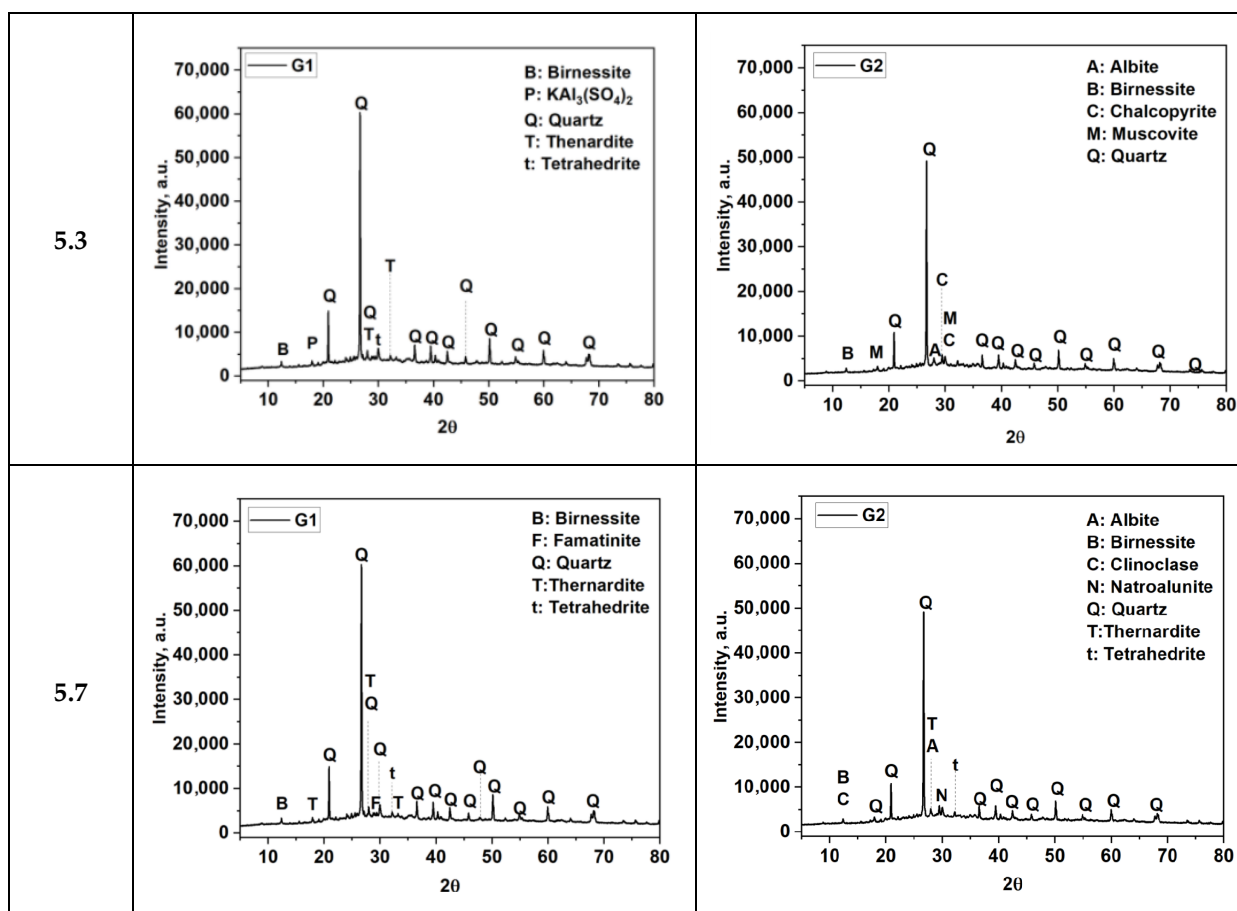 5.3
G1
B: Birnessite
P: KAl3(SO4)2
Q: Quartz
T: Thenardite
t: Tetrahedrite
Intensity, a.u.
70,000
60,000
50,000
40,000
30,000
20,000
10,000
0
B
P
Q
Q
Q
T
t
T
Q
Q
Q
Q
Q
Q
Q
Q
10 20 30 40 50 60 70 80
2θ
G2
A: Albite
B: Birnessite
C: Chalcopyrite
M: Muscovite
Q: Quartz
Intensity, a.u.
70,000
60,000
50,000
40,000
30,000
20,000
10,000
0
B
M
Q
Q
A
C
M
C
Q
Q
Q
Q
Q
Q
Q
Q
Q
10 20 30 40 50 60 70 80
2θ
5.7
G1
B: Birnessite
F: Famatinite
Q: Quartz
T:Thernardite
t: Tetrahedrite
Intensity, a.u.
70,000
60,000
50,000
40,000
30,000
20,000
10,000
0
B
T
Q
Q
T
Q
F
Q
t
T
Q
Q
Q
Q
Q
Q
Q
Q
Q
10 20 30 40 50 60 70 80
2θ
G2
A: Albite
B: Birnessite
C: Clinoclase
N: Natroalunite
Q: Quartz
T:Thernardite
t: Tetrahedrite
Intensity, a.u.
70,000
60,000
50,000
40,000
30,000
20,000
10,000
0
B
C
Q
Q
Q
T
A
N
t
Q
Q
Q
Q
Q
Q
Q
Q
10 20 30 40 50 60 70 80
2θ